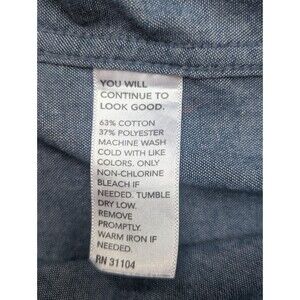 YOU WILL
CONTINUE TO
LOOK GOOD.
63% COTTON
37% POLYESTER
MACHINE WASH
COLD WITH LIKE
COLORS. ONLY
NON-CHLORINE
BLEACH IF
NEEDED. TUMBLE
DRY LOW.
REMOVE
PROMPTLY.
WARM IRON IF
NEEDED.
RN 31104